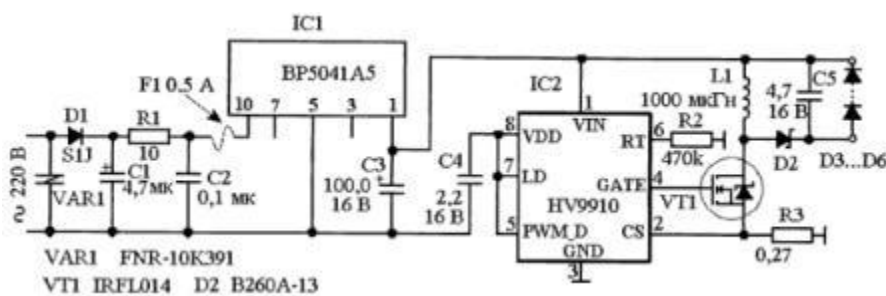 IC1
BP5041A5
10 7 5 3 1
F1 0.5 A
D1
S1J
R1
10
~ 220 В
VAR1
C1
4,7мк
C2
0,1 мк
C3
100,0
16 В
+
C4
2,2
16 В
IC2
1
VIN
8 VDD
7 LD
5 PWM_D
HV9910
GND
3
RT 6
GATE 4
CS 2
1000 мкГн
L1
R2
470k
4,7
16 В
C5
D2
D3...D6
VT1
R3
0,27
VAR1 FNR-10K391
VT1 IRFL014 D2 B260A-13